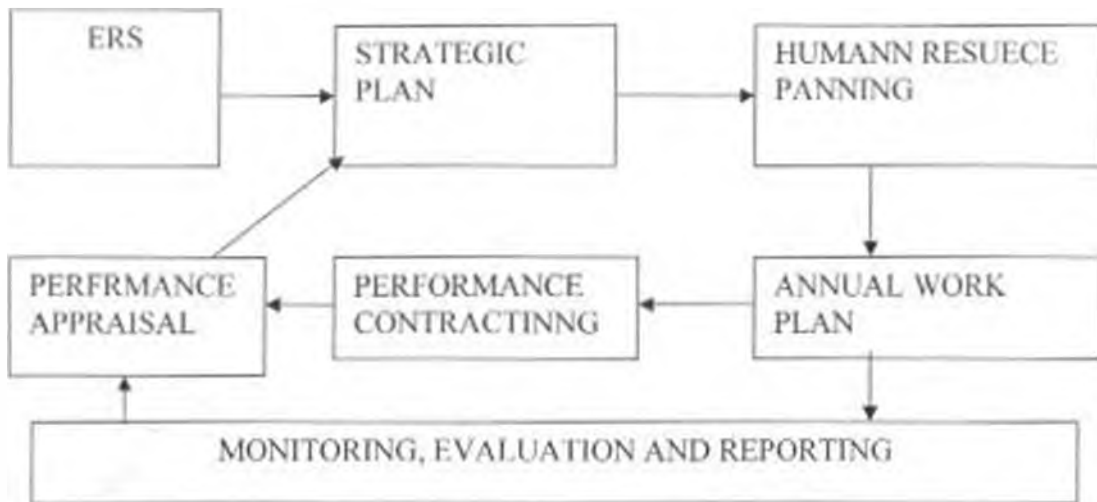 ERS
STRATEGIC
PLAN
HUMANN RESUECE
PANNING
PERFRMANCE
APPRAISAL
PERFORMANCE
CONTRACTINNG
ANNUAL WORK
PLAN
MONITORING, EVALUATION AND REPORTING